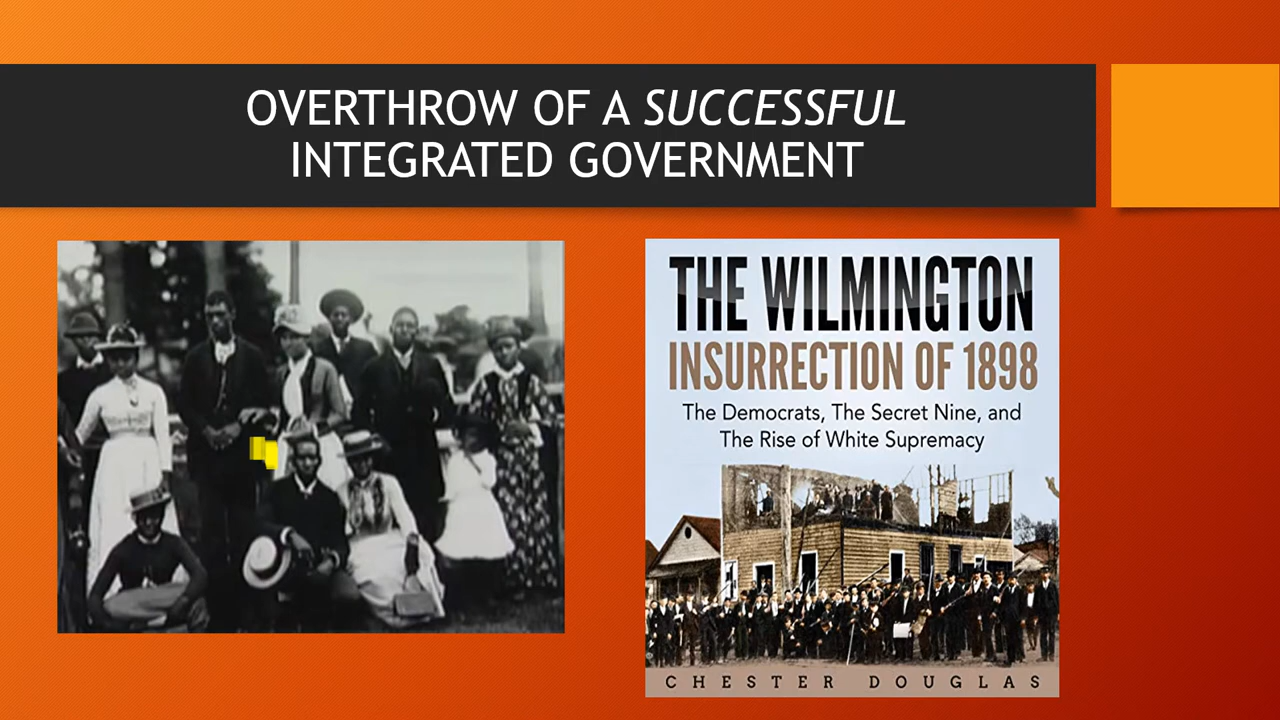 OVERTHROW OF A SUCCESSFUL
INTEGRATED GOVERNMENT
THE WILMINGTON
INSURRECTION OF 1898
The Democrats, The Secret Nine, and
The Rise of White Supremacy
CHESTER DOUGLAS